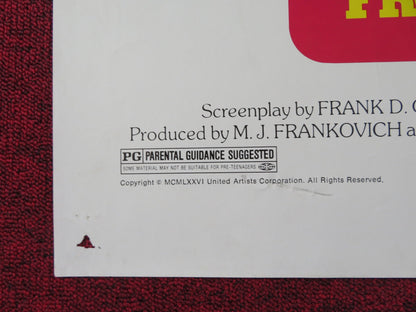 FR
Screenplay by FRANK D.
Produced by M. J. FRANKOVICH a
PG PARENTAL GUIDANCE SUGGESTED
SOME MATERIAL MAY NOT BE SUITABLE FOR PRE-TEENAGERS
Copyright © MCMLXXVI United Artists Corporation. All Rights Reserved.